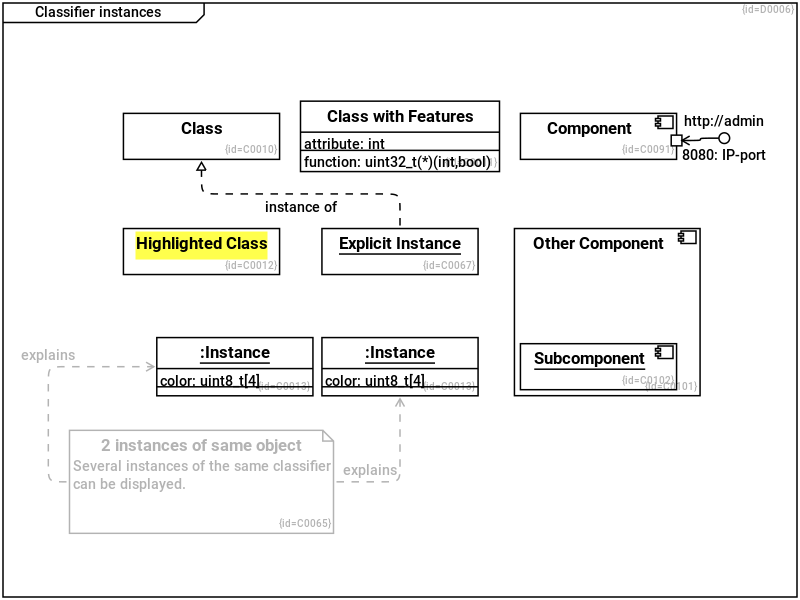 Classifier instances
{id=D0006}
Class
{id=C0010}
Class with Features
attribute: int
function: uint32_t(*)(int,bool)
Component
{id=C0091}
http://admin
8080: IP-port
instance of
Highlighted Class
{id=C0012}
Explicit Instance
{id=C0067}
Other Component
:Instance
color: uint8_t[4]
{id=C0013}
:Instance
color: uint8_t[4]
{id=C0013}
Subcomponent
{id=C0102}
{id=C0101}
explains
2 instances of same object
Several instances of the same classifier
can be displayed.
{id=C0065}
explains